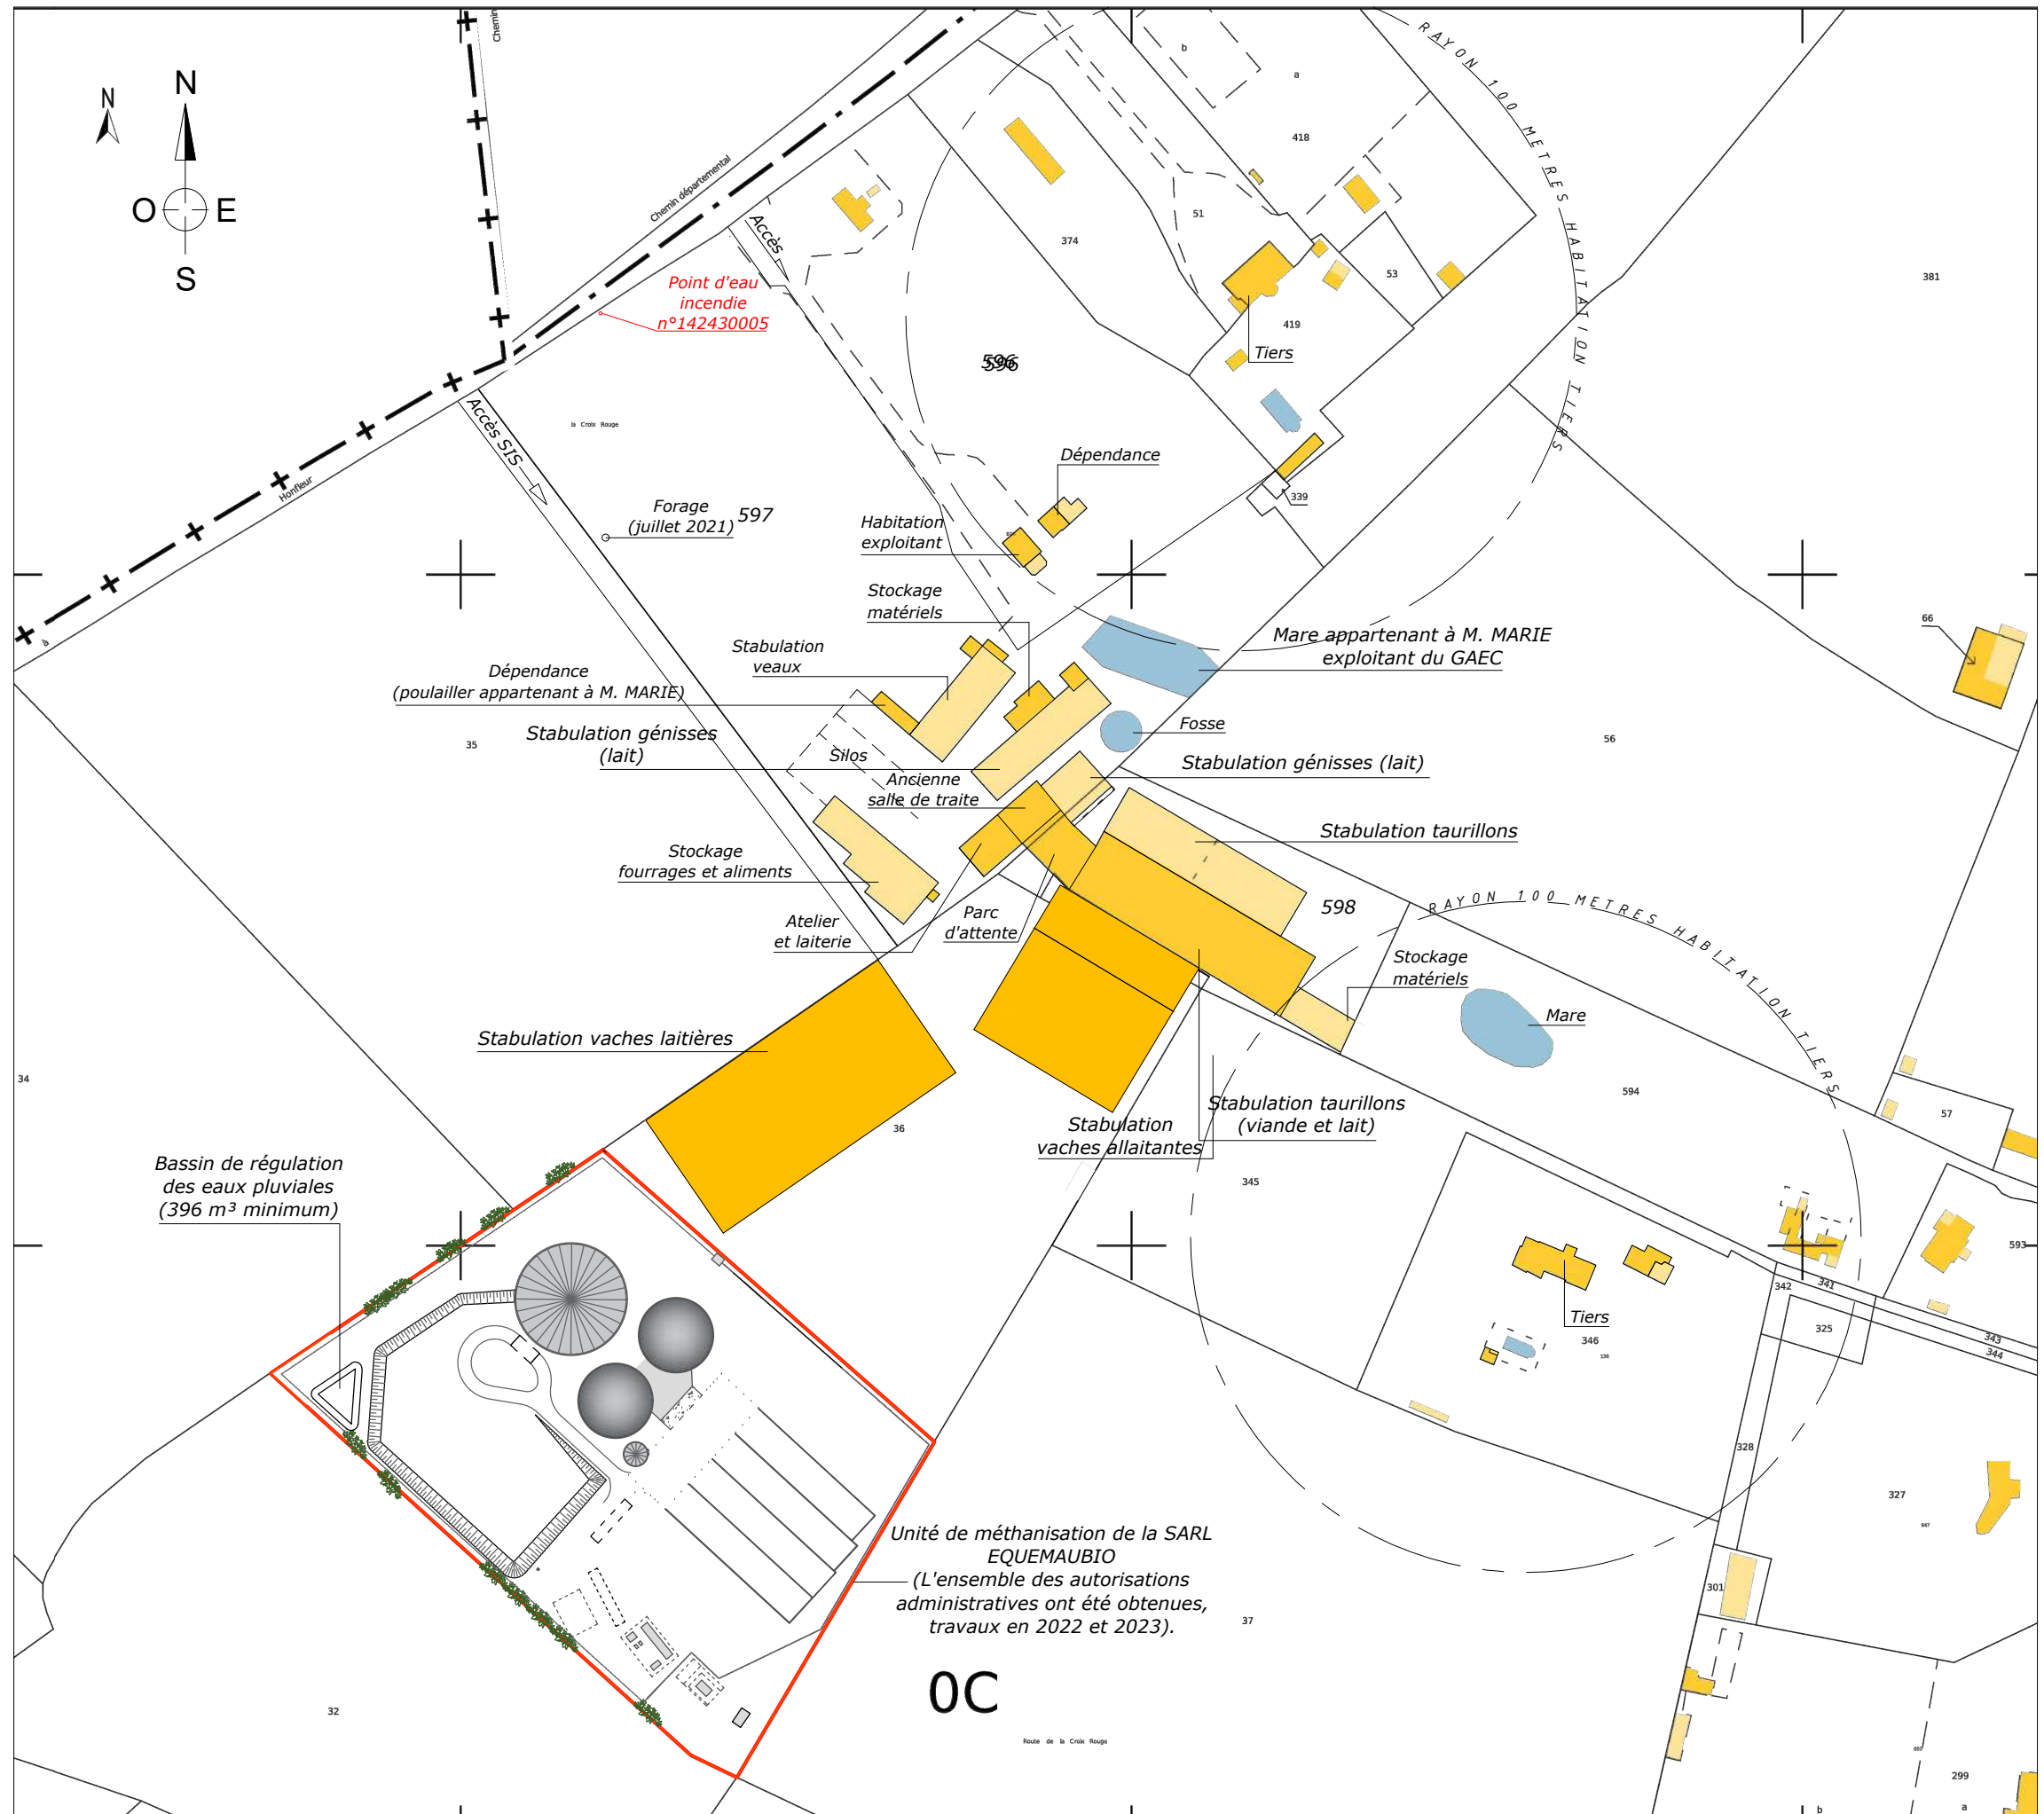 Chemin
N
N
O
E
S
Chemin départemental
Accès
RAYON 100 METRES HABITATION TIERS
b
a
418
51
374
53
381
419
Tiers
Point d'eau
incendie
n°142430005
596
596
la Croix Rouge
Accès SIS
Honfleur
Dépendance
339
Forage
(juillet 2021)
597
Habitation
exploitant
Stockage
matériels
66
Mare appartenant à M. MARIE
exploitant du GAEC
Stabulation
veaux
Dépendance
(poulailler appartenant à M. MARIE)
35
Stabulation génisses
(lait)
Silos
Fosse
56
Stabulation génisses (lait)
Ancienne
salle de traite
Stabulation taurillons
Stockage
fourrages et aliments
598
RAYON 100 METRES HABITATION TIERS
Atelier
et laiterie
Parc
d'attente
Stockage
matériels
Mare
Stabulation vaches laitières
34
594
57
36
Stabulation taurillons
(viande et lait)
Stabulation
vaches allaitantes
Bassin de régulation
des eaux pluviales
(396 m³ minimum)
345
593
342
341
Tiers
346
136
325
343
344
328
327
Unité de méthanisation de la SARL
EQUEMAUBIO
(L'ensemble des autorisations
administratives ont été obtenues,
travaux en 2022 et 2023).
301
37
0C
32
Route de la Croix Rouge
299
b
a